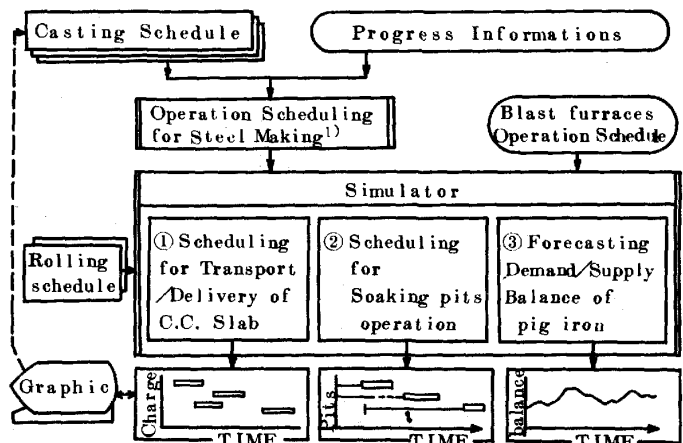 Casting Schedule
Progress Informations
Operation Scheduling
for Steel Making1)
Blast furraces
Operation Schedule
Simulator
Rolling
schedule
① Scheduling
for Transport
/Delivery of
C.C. Slab
② Scheduling
for
Soaking pits
operation
③ Forecasting
Demand/Supply
Balance of
pig iron
Graphic
Charge
TIME
Pits
TIME
balance
TIME